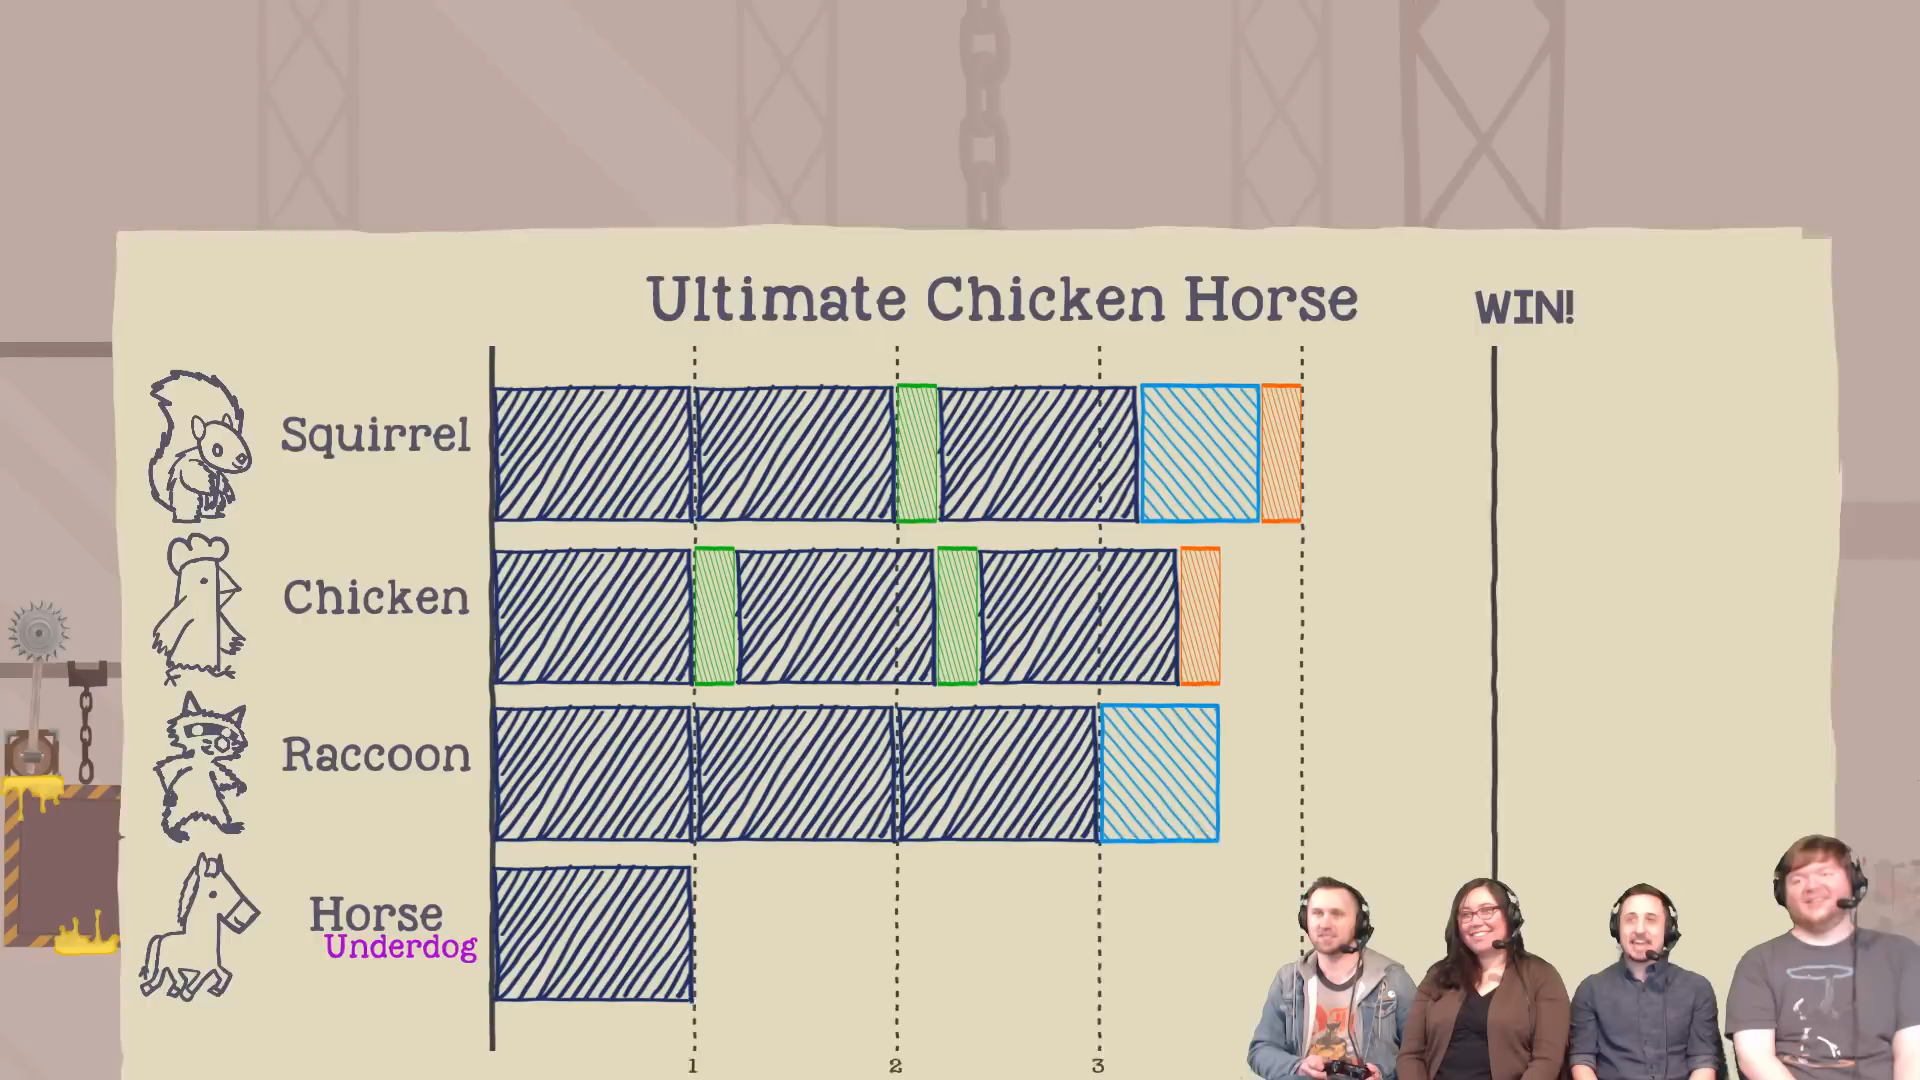 Ultimate Chicken Horse
WIN!
Squirrel
Chicken
Raccoon
Horse
Underdog
1 2 3